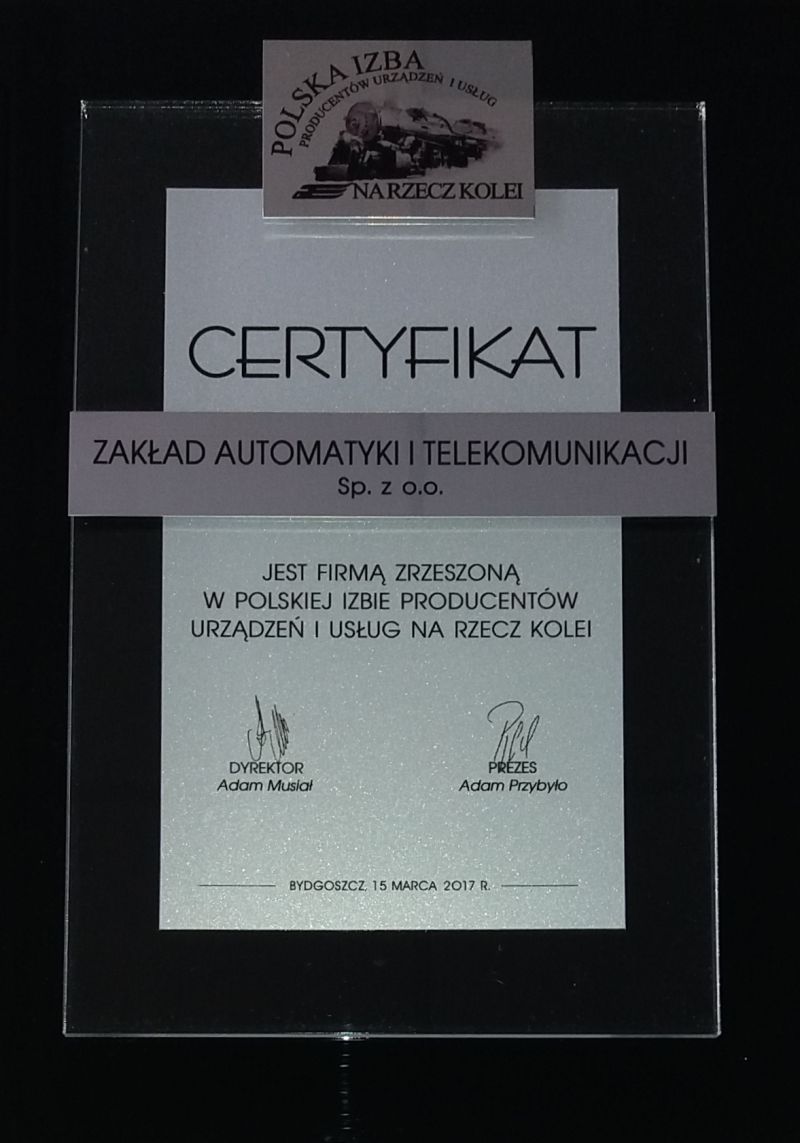 POLSKA IZBA
PRODUCENTÓW URZĄDZEŃ I USŁUG
NA RZECZ KOLEI
CERTYFIKAT
ZAKŁAD AUTOMATYKI I TELEKOMUNIKACJI
Sp. z o.o.
JEST FIRMĄ ZRZESZONĄ
W POLSKIEJ IZBIE PRODUCENTÓW
URZĄDZEŃ I USŁUG NA RZECZ KOLEI
DYREKTOR
Adam Musiał
PREZES
Adam Przybyło
BYDGOSZCZ, 15 MARCA 2017 R.